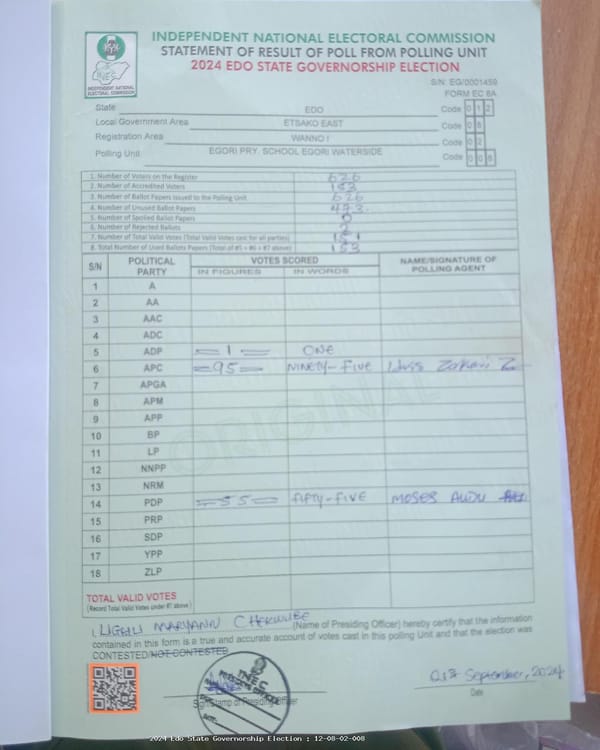 INDEPENDENT NATIONAL ELECTORAL COMMISSION
STATEMENT OF RESULT OF POLL FROM POLLING UNIT
2024 EDO STATE GOVERNORSHIP ELECTION
INEC
INDEPENDENT NATIONAL
ELECTORAL COMMISSION
S/N: EG/0001459
FORM EC 8A
State EDO Code 0 1 2
Local Government Area ETSAKO EAST Code 0 8
Registration Area WANNO I Code 0 2
Polling Unit EGORI PRY. SCHOOL EGORI WATERSIDE Code 0 0 8
1. Number of Voters on the Register 626
2. Number of Accredited Voters 153
3. Number of Ballot Papers Issued to the Polling Unit 626
4. Number of Unused Ballot Papers 473
5. Number of Spoiled Ballot Papers 0
6. Number of Rejected Ballots 2
7. Number of Total Valid Votes (Total Valid Votes cast for all parties) 151
8. Total Number of Used Ballots Papers (Total of #5 + #6 + #7 above) 153
S/N POLITICAL PARTY VOTES SCORED NAME/SIGNATURE OF POLLING AGENT
IN FIGURES IN WORDS
1 A
2 AA
3 AAC
4 ADC
5 ADP =1= ONE
6 APC =95= NINETY-FIVE
7 APGA
8 APM
9 APP
10 BP
11 LP
12 NNPP
13 NRM
14 PDP =55= FIFTY-FIVE MOSES AUDU
15 PRP
16 SDP
17 YPP
18 ZLP
ORIGINAL
TOTAL VALID VOTES
(Record Total Valid Votes under #7 above)
I, MARYANN (Name of Presiding Officer) hereby certify that the information
contained in this form is a true and accurate account of votes cast in this polling Unit and that the election was
CONTESTED/NOT CONTESTED
INEC
PRESIDING OFFICER
Sign/Stamp of Presiding Officer
September, 2024
Date
2024 Edo State Governorship Election : 12-08-02-008